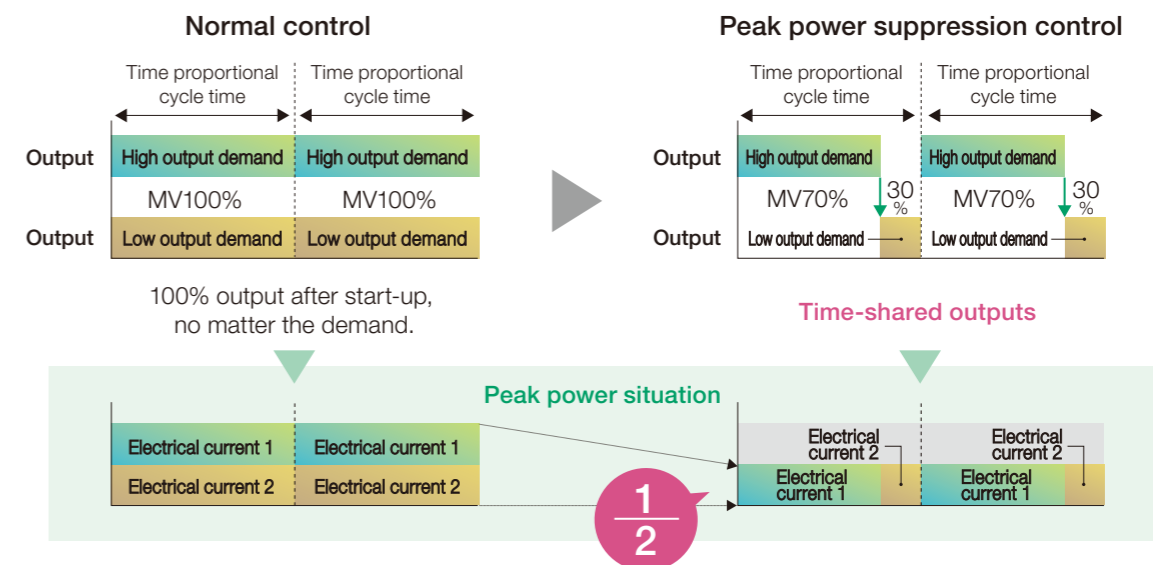 Normal control
Time proportional
cycle time
Time proportional
cycle time
Output
High output demand
High output demand
MV100%
MV100%
Output
Low output demand
Low output demand
100% output after start-up,
no matter the demand.
Peak power suppression control
Time proportional
cycle time
Time proportional
cycle time
Output
High output demand
High output demand
MV70%
30
%
MV70%
30
%
Output
Low output demand
Low output demand
Time-shared outputs
Peak power situation
Electrical current 1
Electrical current 1
Electrical current 2
Electrical current 2
1
2
Electrical
current 2
Electrical
current 2
Electrical
current 1
Electrical
current 1